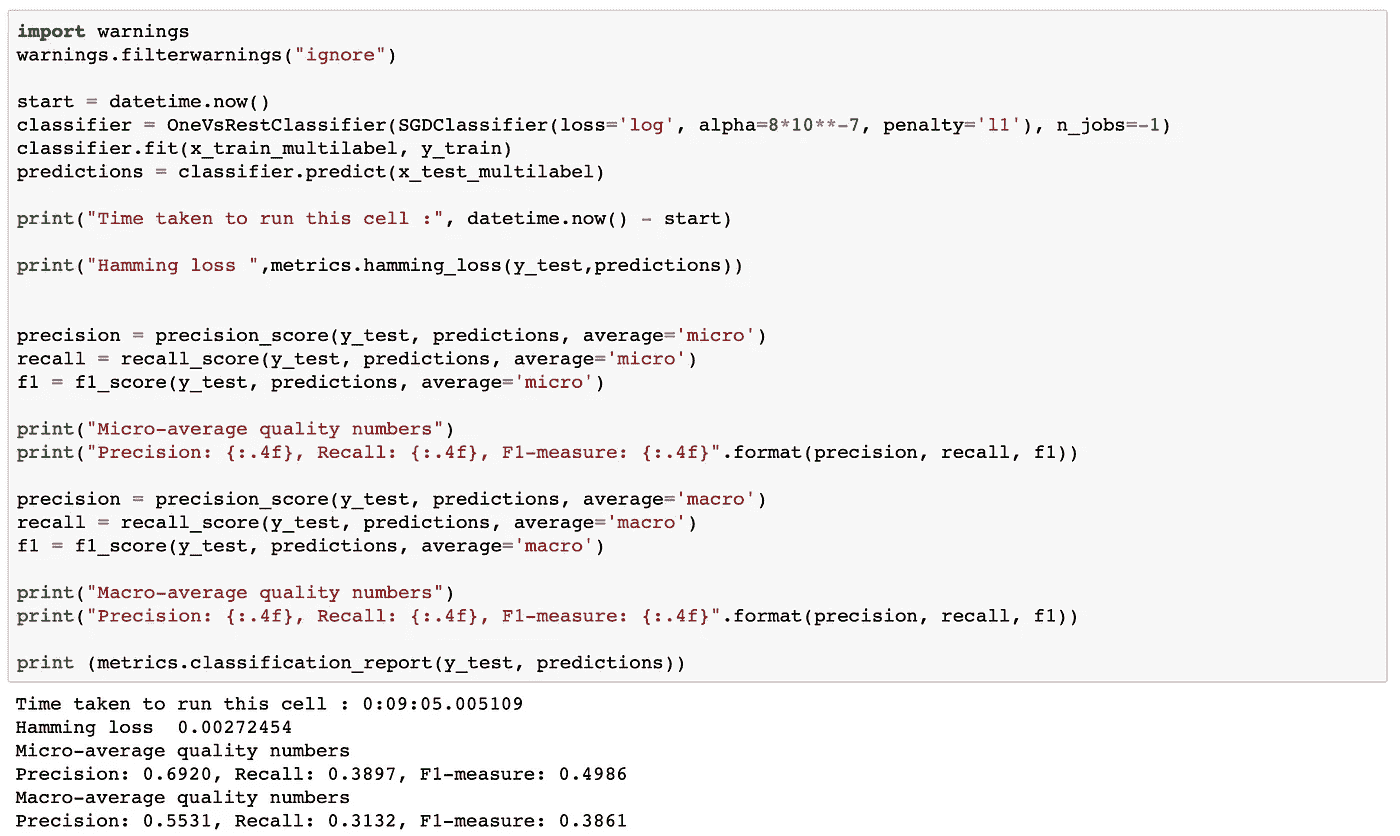 import warnings
warnings.filterwarnings("ignore")
start = datetime.now()
classifier = OneVsRestClassifier(SGDClassifier(loss='log', alpha=8*10**-7, penalty='l1'), n_jobs=-1)
classifier.fit(x_train_multilabel, y_train)
predictions = classifier.predict(x_test_multilabel)
print("Time taken to run this cell :", datetime.now() - start)
print("Hamming loss ",metrics.hamming_loss(y_test,predictions))
precision = precision_score(y_test, predictions, average='micro')
recall = recall_score(y_test, predictions, average='micro')
f1 = f1_score(y_test, predictions, average='micro')
print("Micro-average quality numbers")
print("Precision: {:.4f}, Recall: {:.4f}, F1-measure: {:.4f}".format(precision, recall, f1))
precision = precision_score(y_test, predictions, average='macro')
recall = recall_score(y_test, predictions, average='macro')
f1 = f1_score(y_test, predictions, average='macro')
print("Macro-average quality numbers")
print("Precision: {:.4f}, Recall: {:.4f}, F1-measure: {:.4f}".format(precision, recall, f1))
print (metrics.classification_report(y_test, predictions))
Time taken to run this cell : 0:09:05.005109
Hamming loss  0.00272454
Micro-average quality numbers
Precision: 0.6920, Recall: 0.3897, F1-measure: 0.4986
Macro-average quality numbers
Precision: 0.5531, Recall: 0.3132, F1-measure: 0.3861